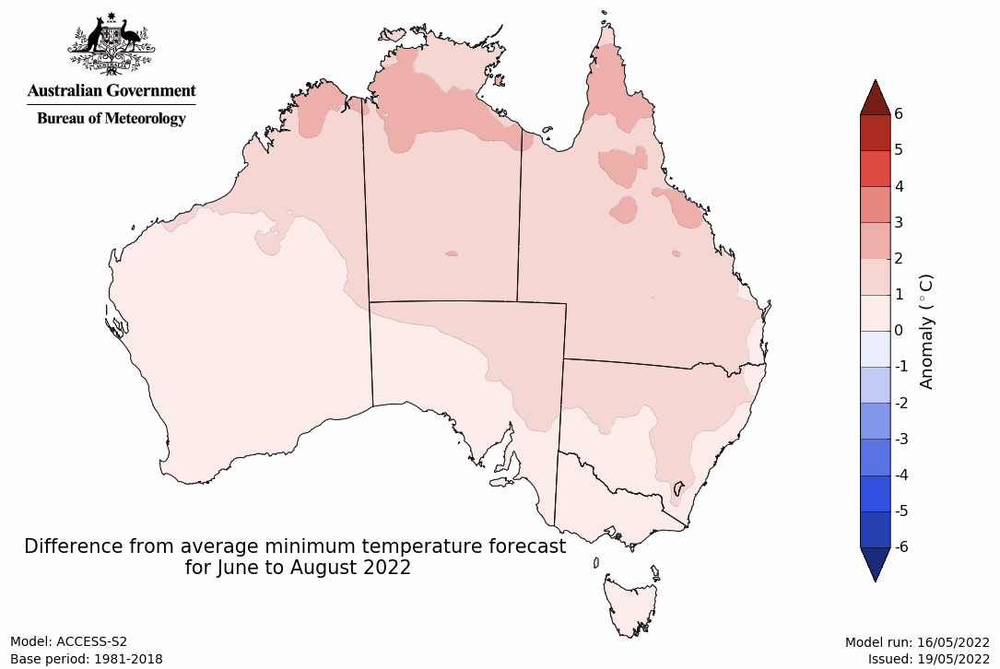 Australian Government
Bureau of Meteorology
6
5
4
3
2
1
0
-1
-2
-3
-4
-5
-6
Anomaly (°C)
Difference from average minimum temperature forecast
for June to August 2022
Model: ACCESS-S2
Base period: 1981-2018
Model run: 16/05/2022
Issued: 19/05/2022